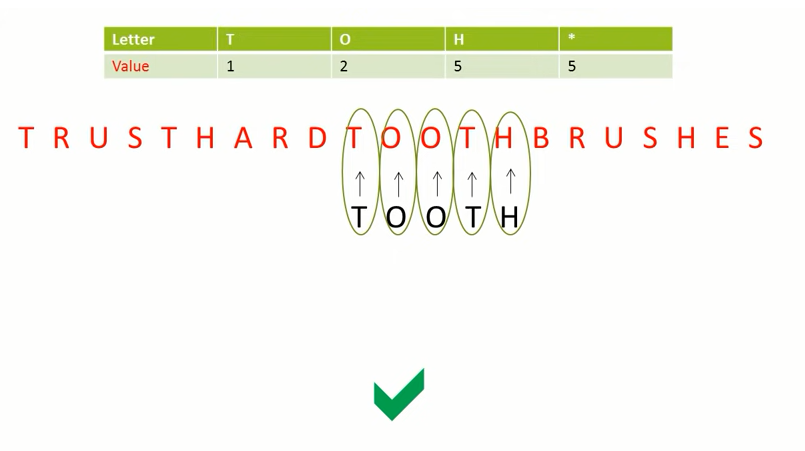 Letter T O H *
Value 1 2 5 5
T R U S T H A R D T O O T H B R U S H E S
T O O T H